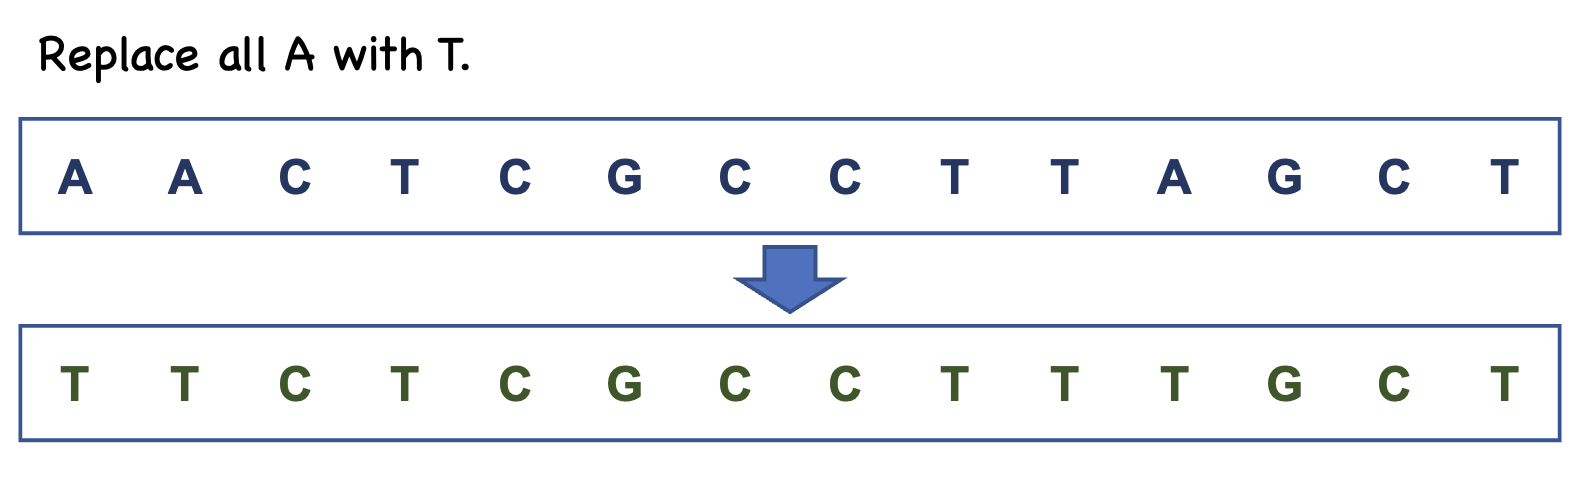 Replace all A with T.
A A C T C G C C T T A G C T
T T C T C G C C T T T G C T